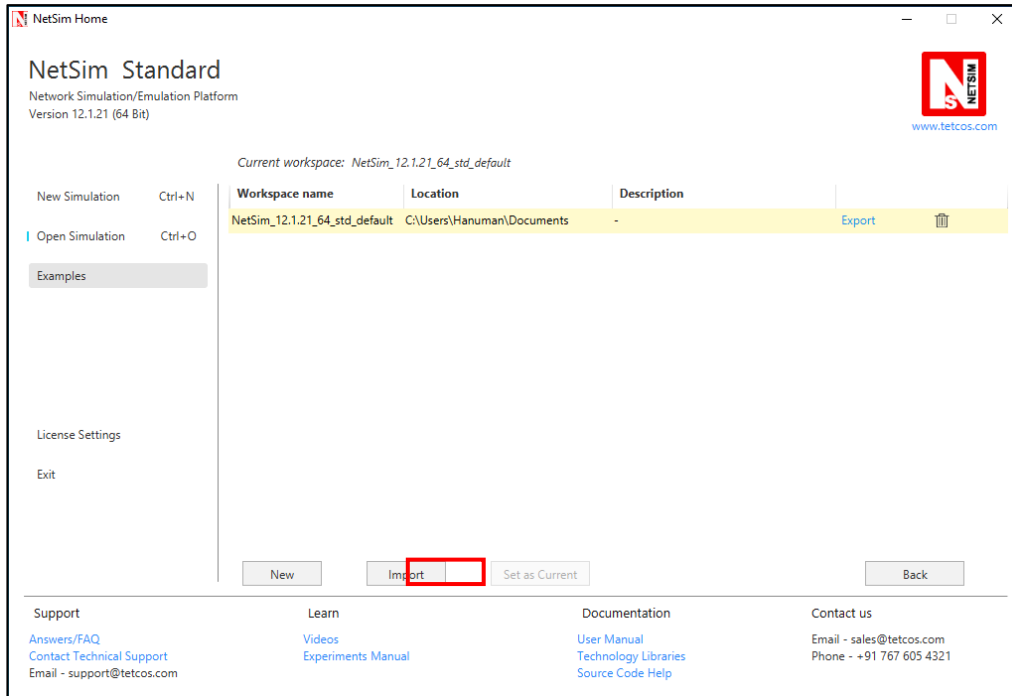 NetSim Home
NetSim Standard
Network Simulation/Emulation Platform
Version 12.1.21 (64 Bit)
N
S
NETSIM
www.tetcos.com
Current workspace: NetSim_12.1.21_64_std_default
New Simulation Ctrl+N
Open Simulation Ctrl+O
Examples
License Settings
Exit
Workspace name Location Description
NetSim_12.1.21_64_std_default C:\Users\Hanuman\Documents - Export
New Import Set as Current Back
Support Learn Documentation Contact us
Answers/FAQ Videos User Manual Email - sales@tetcos.com
Contact Technical Support Experiments Manual Technology Libraries Phone - +91 767 605 4321
Email - support@tetcos.com Source Code Help